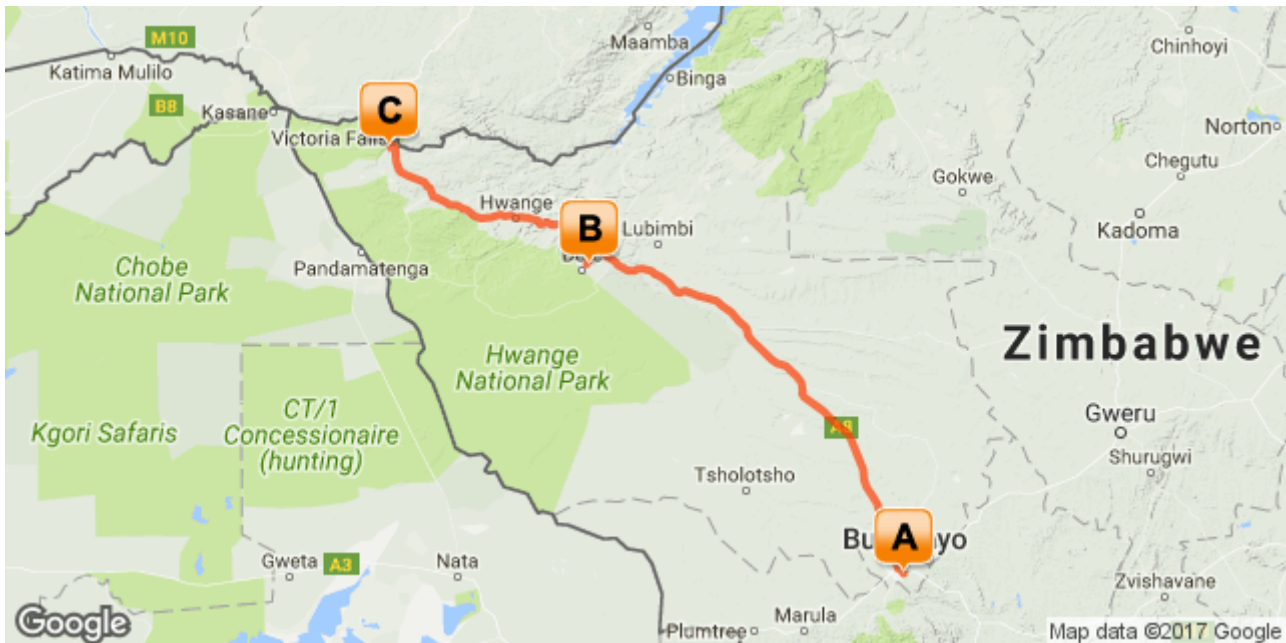 M10
Maamba
Chinhoyi
Katima Mulilo
Binga
B8
Kasane
C
Norton
Victoria Falls
Chegutu
Hwange
B
Gokwe
Lubimbi
Kadoma
Pandamatenga
Chobe
National Park
Zimbabwe
Hwange
National Park
CT/1
Concessionaire
(hunting)
Kgori Safaris
A8
Gweru
Shurugwi
Tsholotsho
A
Gweta
A3
Nata
Zvishavane
Marula
Plumtree
Google
Map data ©2017 Google